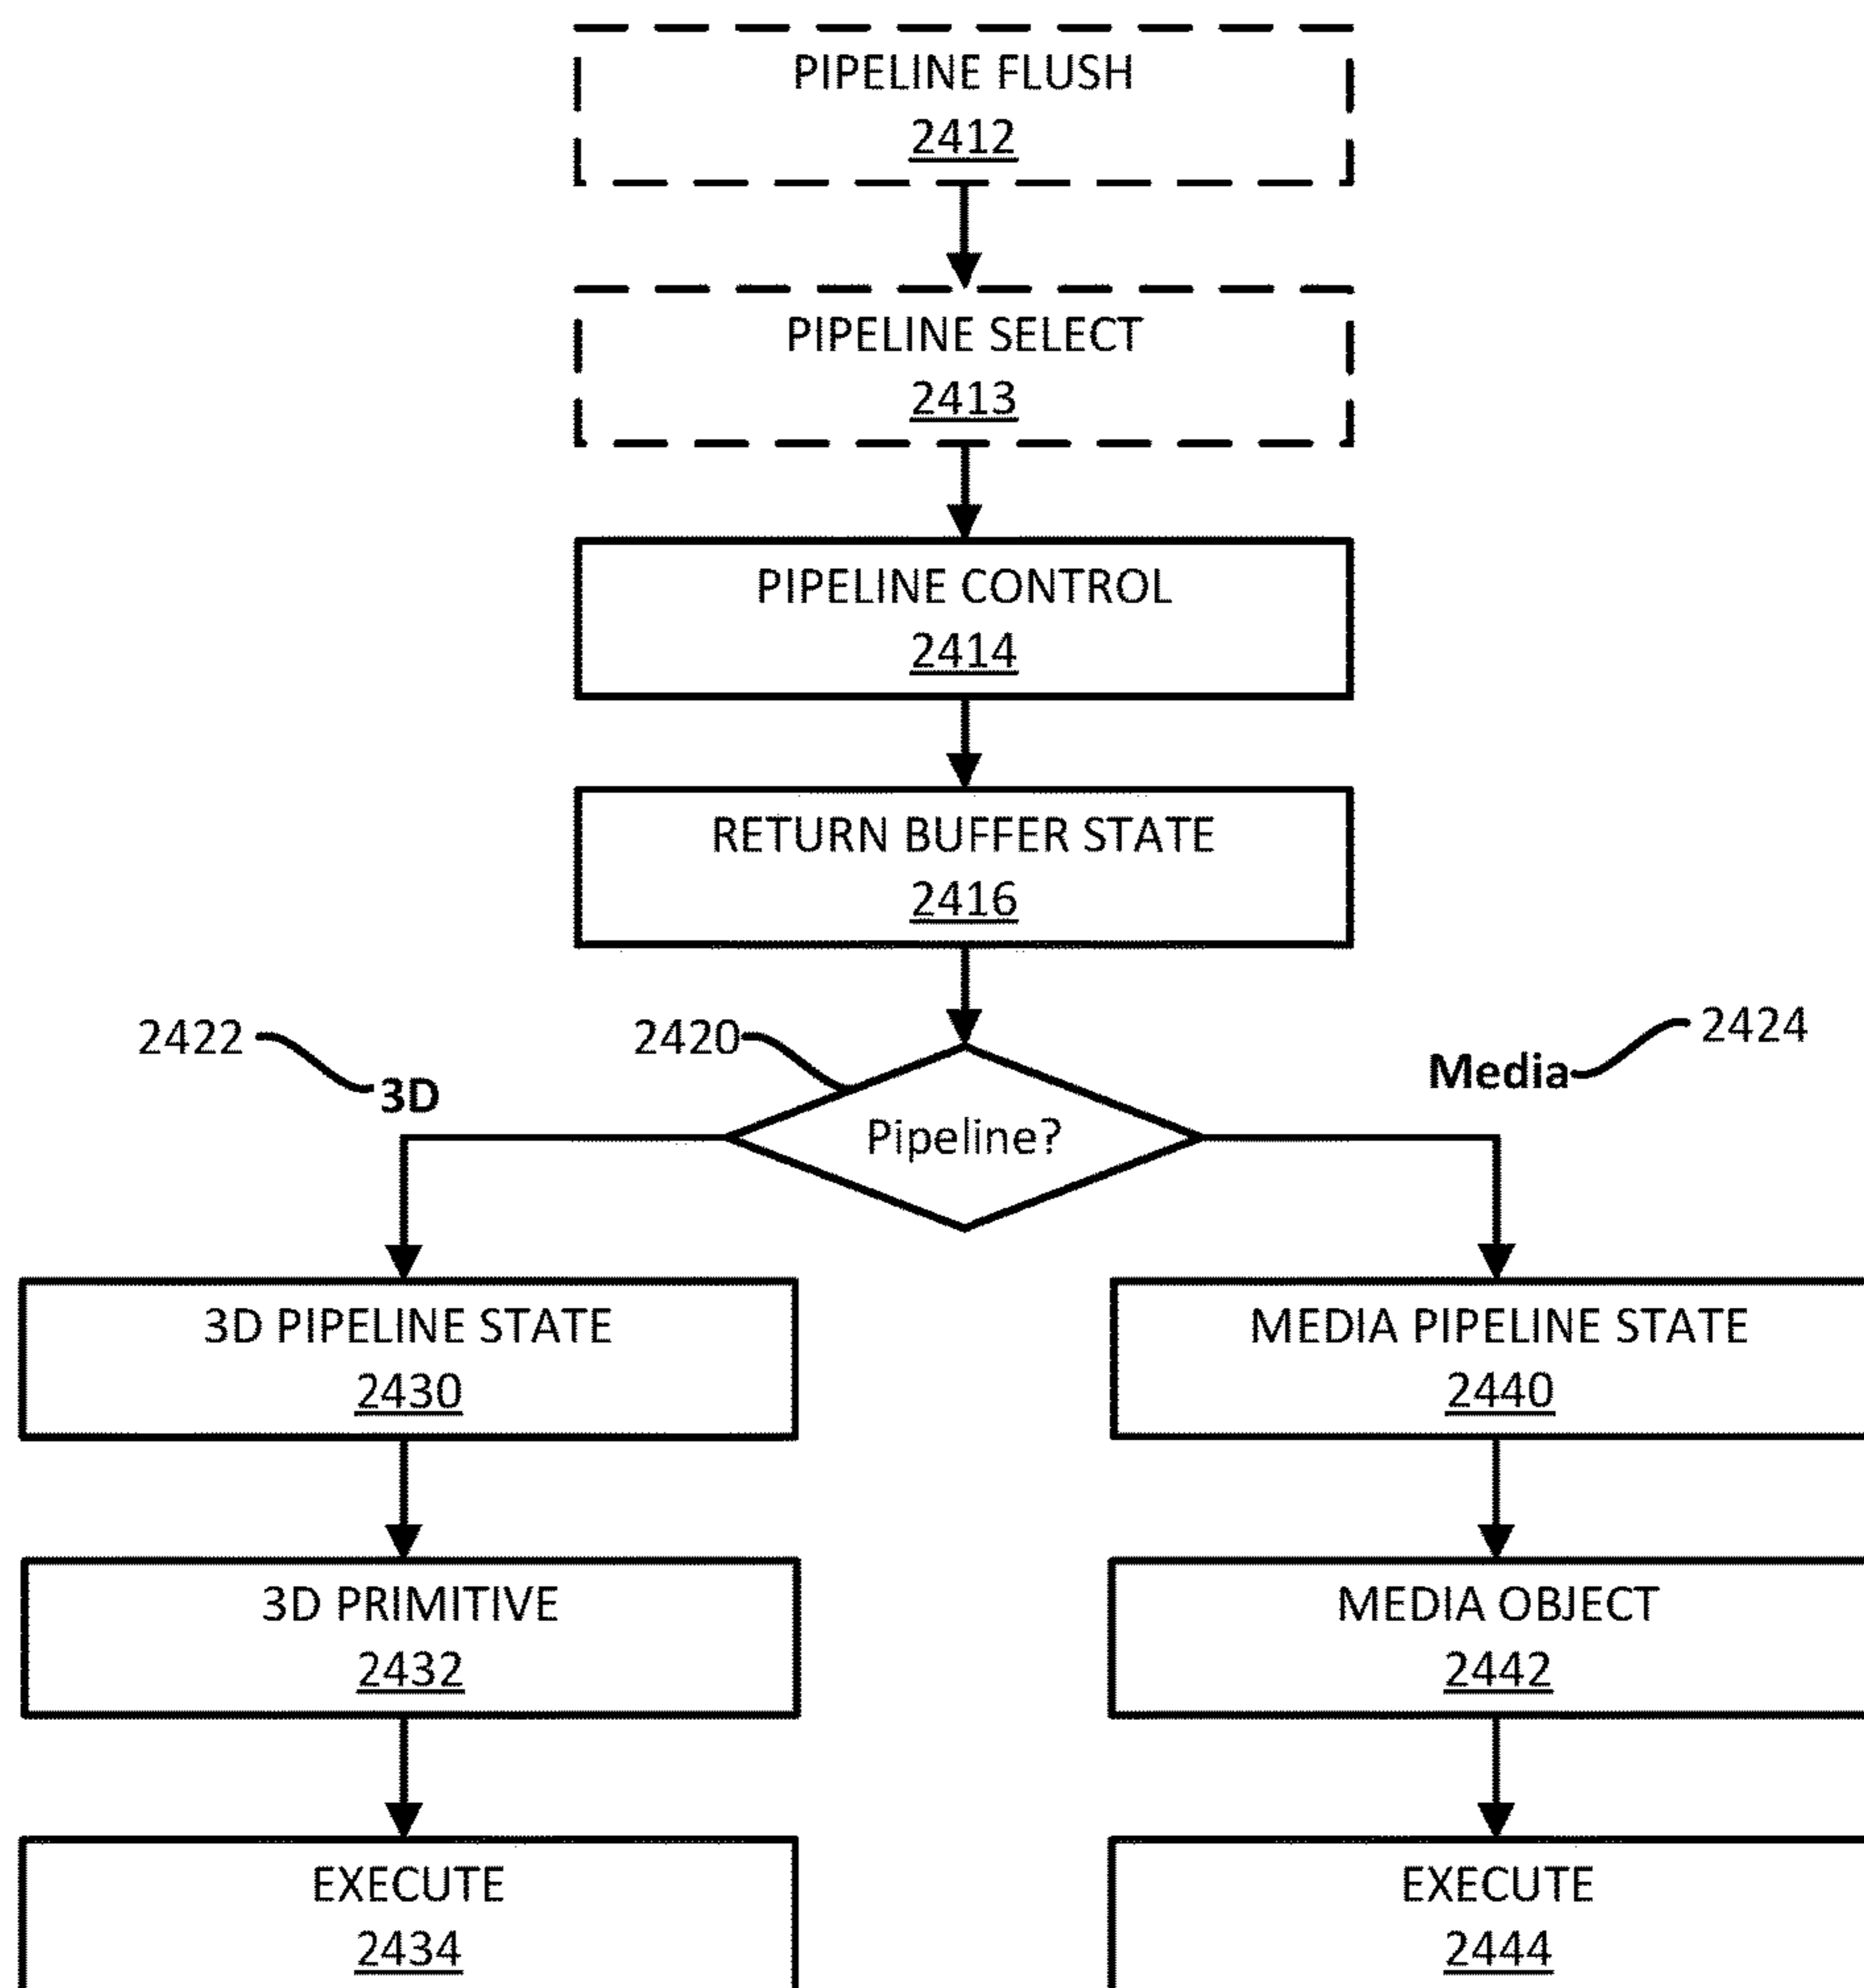 PIPELINE FLUSH
2412
PIPELINE SELECT
2413
PIPELINE CONTROL
2414
RETURN BUFFER STATE
2416
2422
2420
2424
3D
Media
Pipeline?
3D PIPELINE STATE
2430
MEDIA PIPELINE STATE
2440
3D PRIMITIVE
2432
MEDIA OBJECT
2442
EXECUTE
2434
EXECUTE
2444